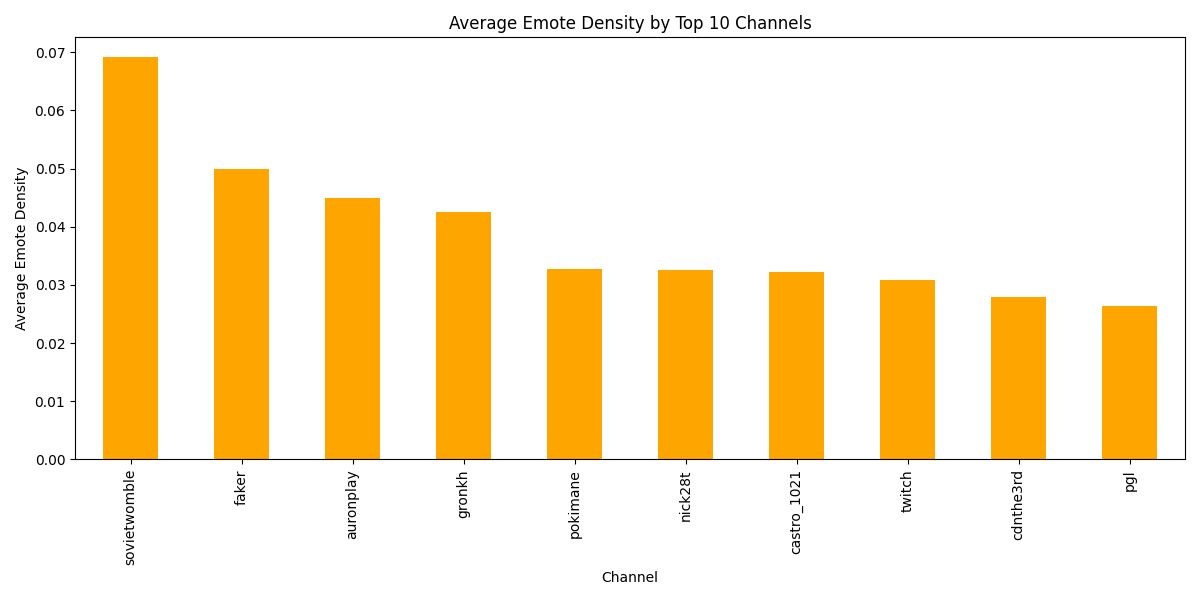 Average Emote Density by Top 10 Channels
Average Emote Density
0.07
0.06
0.05
0.04
0.03
0.02
0.01
0.00
sovietwomble
faker
auronplay
gronkh
pokimane
nick28t
castro_1021
twitch
cdnthe3rd
pgl
Channel